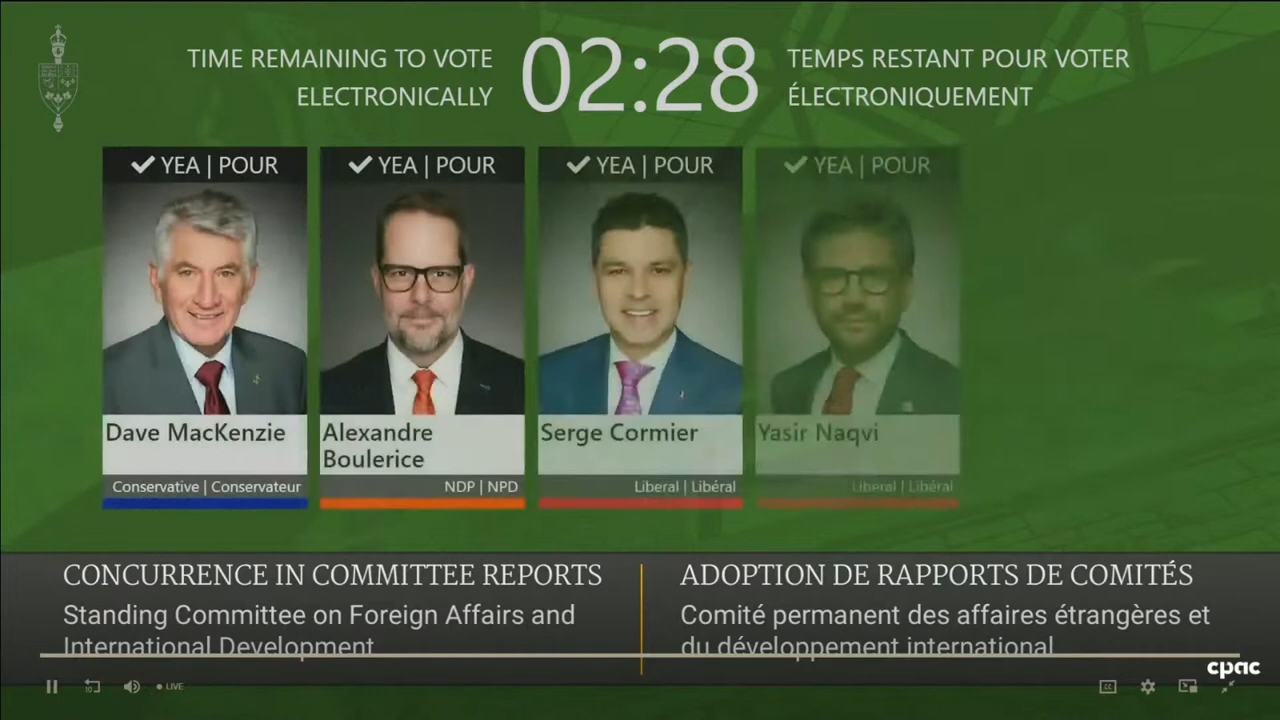 TIME REMAINING TO VOTE
ELECTRONICALLY
02:28
TEMPS RESTANT POUR VOTER
ÉLECTRONIQUEMENT
YEA | POUR
YEA | POUR
YEA | POUR
YEA | POUR
Dave MacKenzie
Alexandre
Boulerice
Serge Cormier
Yasir Naqvi
Conservative | Conservateur
NDP | NPD
Liberal | Libéral
Liberal | Libéral
CONCURRENCE IN COMMITTEE REPORTS
Standing Committee on Foreign Affairs and
International Development
ADOPTION DE RAPPORTS DE COMITÉS
Comité permanent des affaires étrangères et
du développement international
cpac
10
LIVE
CC